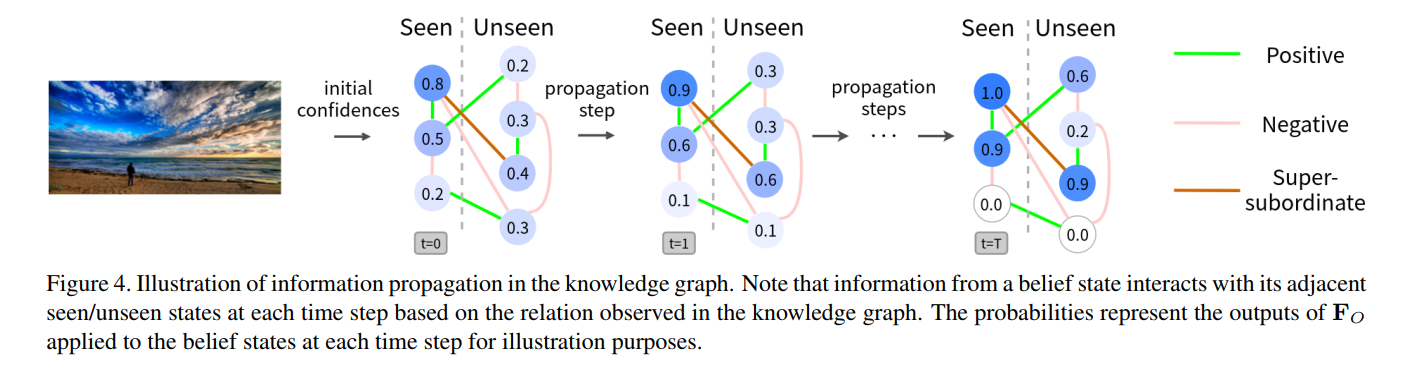 Seen Unseen Seen Unseen Seen Unseen
initial
confidences
0.8
0.5
0.2
0.2
0.3
0.4
0.3
t=0
propagation
step
0.9
0.6
0.1
0.3
0.3
0.6
0.1
t=1
propagation
steps
...
1.0
0.9
0.0
0.6
0.2
0.9
0.0
t=T
Positive
Negative
Super-
subordinate
Figure 4. Illustration of information propagation in the knowledge graph. Note that information from a belief state interacts with its adjacent
seen/unseen states at each time step based on the relation observed in the knowledge graph. The probabilities represent the outputs of F_O
applied to the belief states at each time step for illustration purposes.